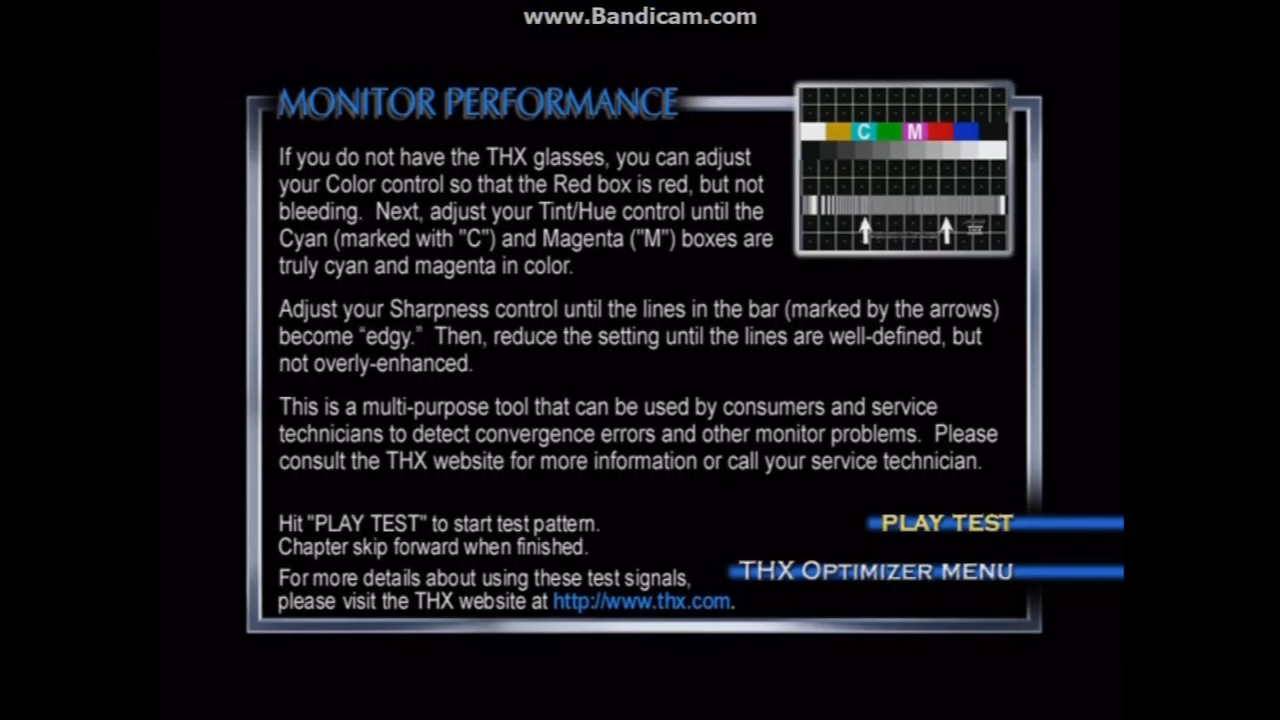 www.Bandicam.com
MONITOR PERFORMANCE
If you do not have the THX glasses, you can adjust
your Color control so that the Red box is red, but not
bleeding.  Next, adjust your Tint/Hue control until the
Cyan (marked with "C") and Magenta ("M") boxes are
truly cyan and magenta in color.
C M
Adjust your Sharpness control until the lines in the bar (marked by the arrows)
become “edgy.”  Then, reduce the setting until the lines are well-defined, but
not overly-enhanced.
This is a multi-purpose tool that can be used by consumers and service
technicians to detect convergence errors and other monitor problems.  Please
consult the THX website for more information or call your service technician.
Hit "PLAY TEST" to start test pattern.
Chapter skip forward when finished.
For more details about using these test signals,
please visit the THX website at http://www.thx.com.
PLAY TEST
THX OPTIMIZER MENU